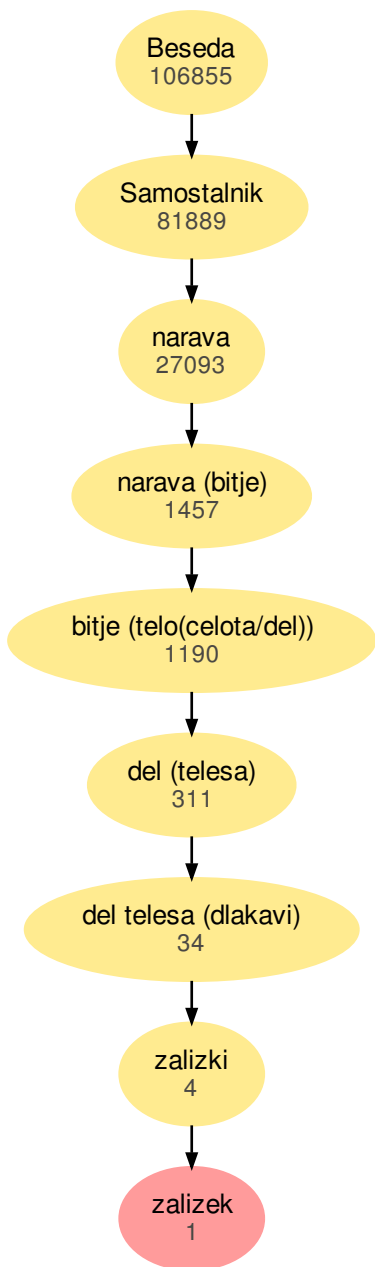 Beseda
106855
Samostalnik
81889
narava
27093
narava (bitje)
1457
bitje (telo(celota/del))
1190
del (telesa)
311
del telesa (dlakavi)
34
zalizki
4
zalizek
1